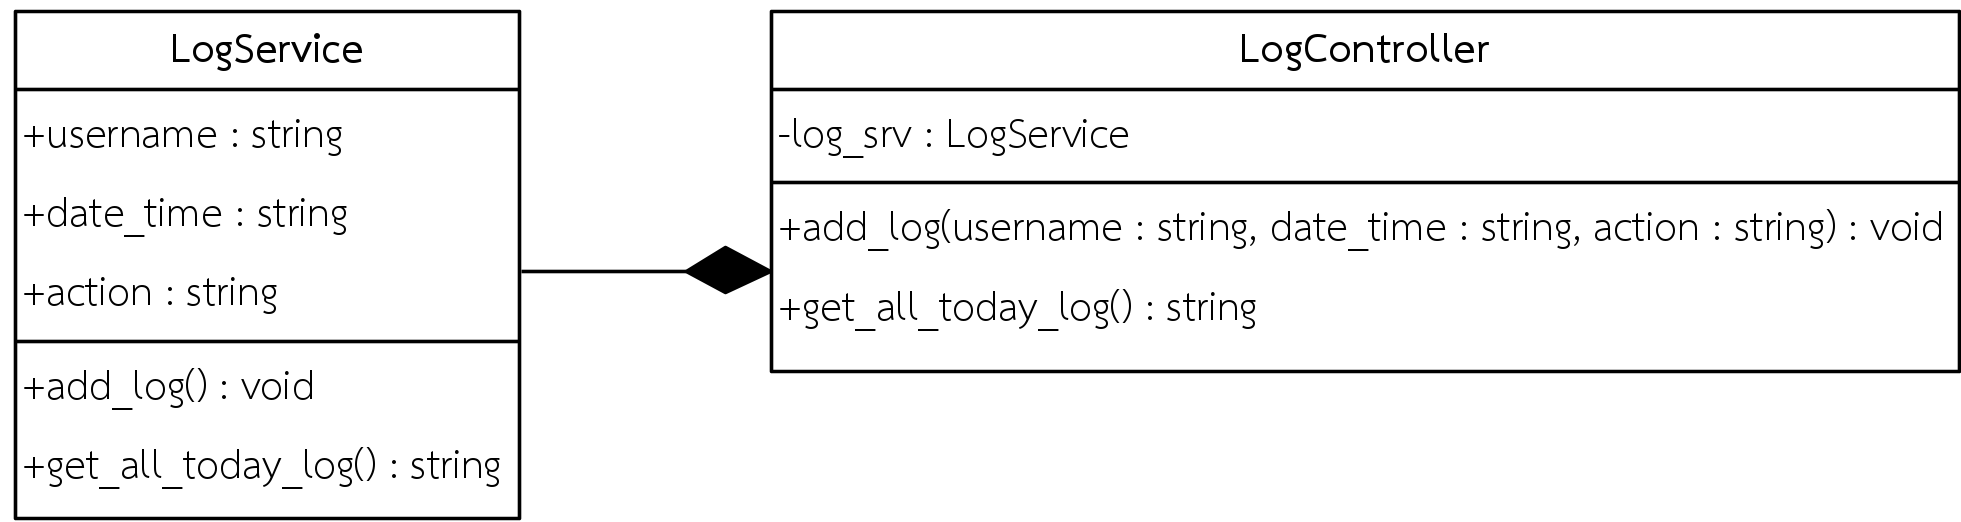 LogService
+username : string
+date_time : string
+action : string
+add_log() : void
+get_all_today_log() : string
LogController
-log_srv : LogService
+add_log(username : string, date_time : string, action : string) : void
+get_all_today_log() : string